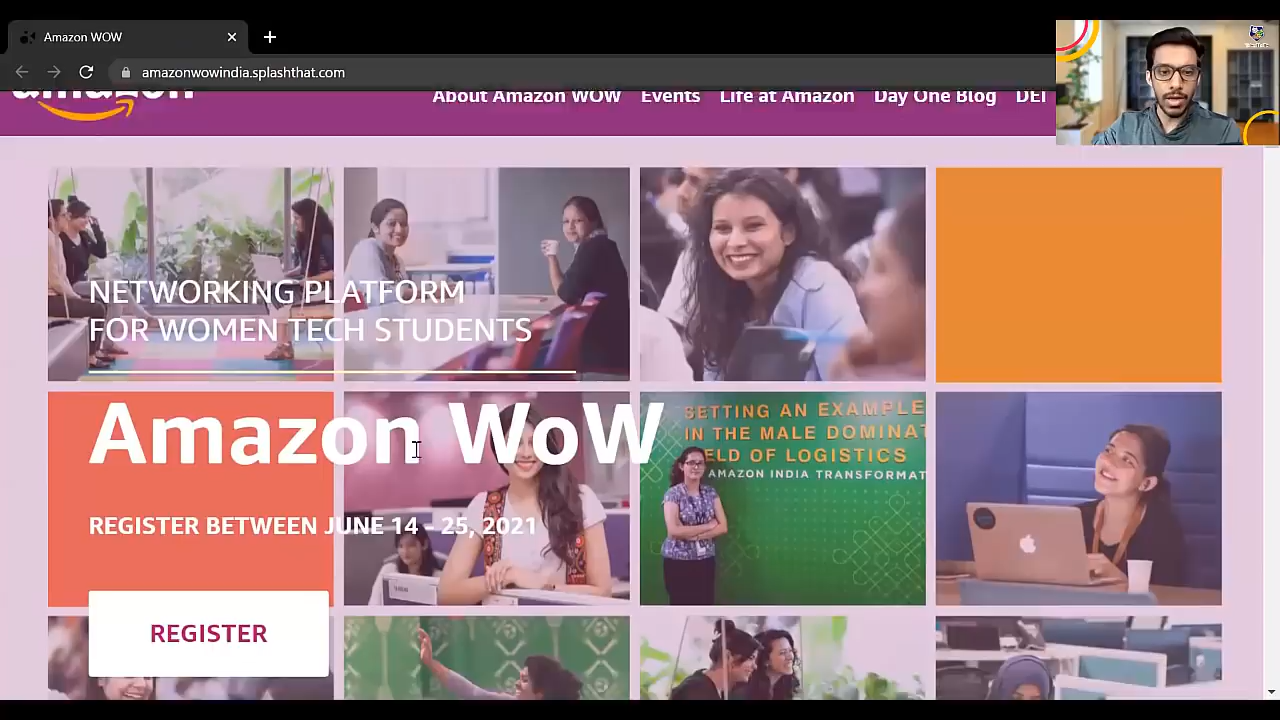 Amazon WOW
amazonwowindia.splashthat.com
amazon
About Amazon WOW Events Life at Amazon Day One Blog DEI
NETWORKING PLATFORM
FOR WOMEN TECH STUDENTS
Amazon WoW
REGISTER BETWEEN JUNE 14 - 25, 2021
REGISTER
SETTING AN EXAMPLE
IN THE MALE DOMINAT
ELD OF LOGISTICS
AMAZON INDIA TRANSFORMAT